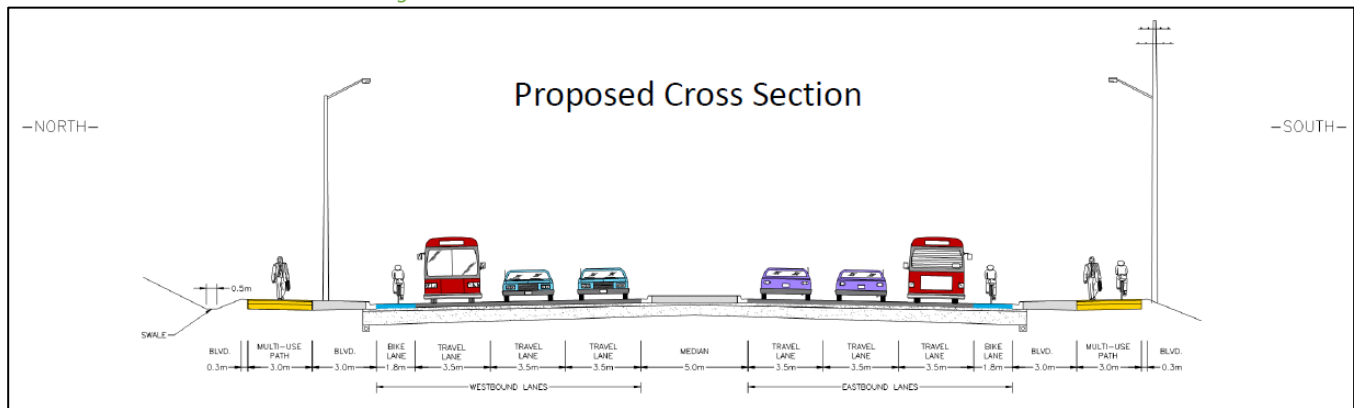 Proposed Cross Section
-NORTH-
-SOUTH-
0.5m
SWALE
BLVD.
0.3m
MULTI-USE
PATH
3.0m
BLVD.
3.0m
BIKE
LANE
1.8m
TRAVEL
LANE
3.5m
TRAVEL
LANE
3.5m
TRAVEL
LANE
3.5m
MEDIAN
5.0m
TRAVEL
LANE
3.5m
TRAVEL
LANE
3.5m
TRAVEL
LANE
3.5m
BIKE
LANE
1.8m
BLVD.
3.0m
MULTI-USE
PATH
3.0m
BLVD.
0.3m
WESTBOUND LANES
EASTBOUND LANES